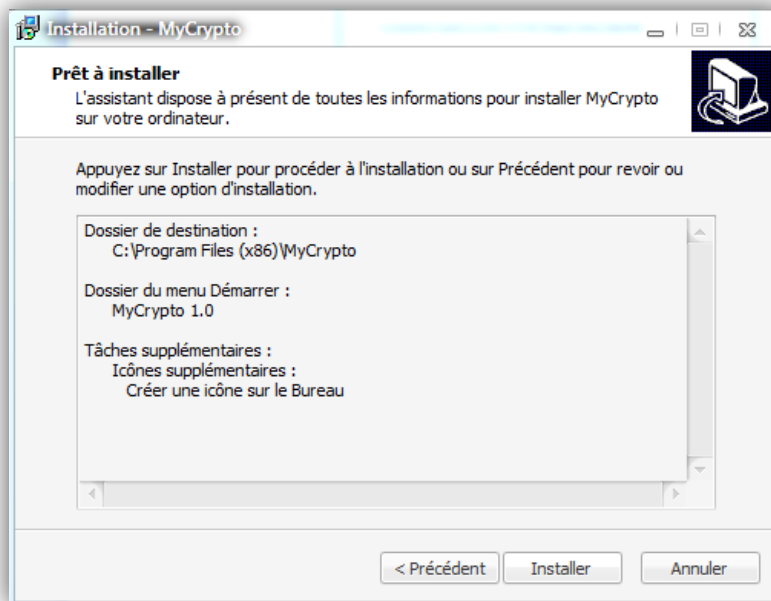 Installation - MyCrypto
Prêt à installer
L'assistant dispose à présent de toutes les informations pour installer MyCrypto
sur votre ordinateur.
Appuyez sur Installer pour procéder à l'installation ou sur Précédent pour revoir ou
modifier une option d'installation.
Dossier de destination :
C:\Program Files (x86)\MyCrypto
Dossier du menu Démarrer :
MyCrypto 1.0
Tâches supplémentaires :
Icônes supplémentaires :
Créer une icône sur le Bureau
< Précédent
Installer
Annuler